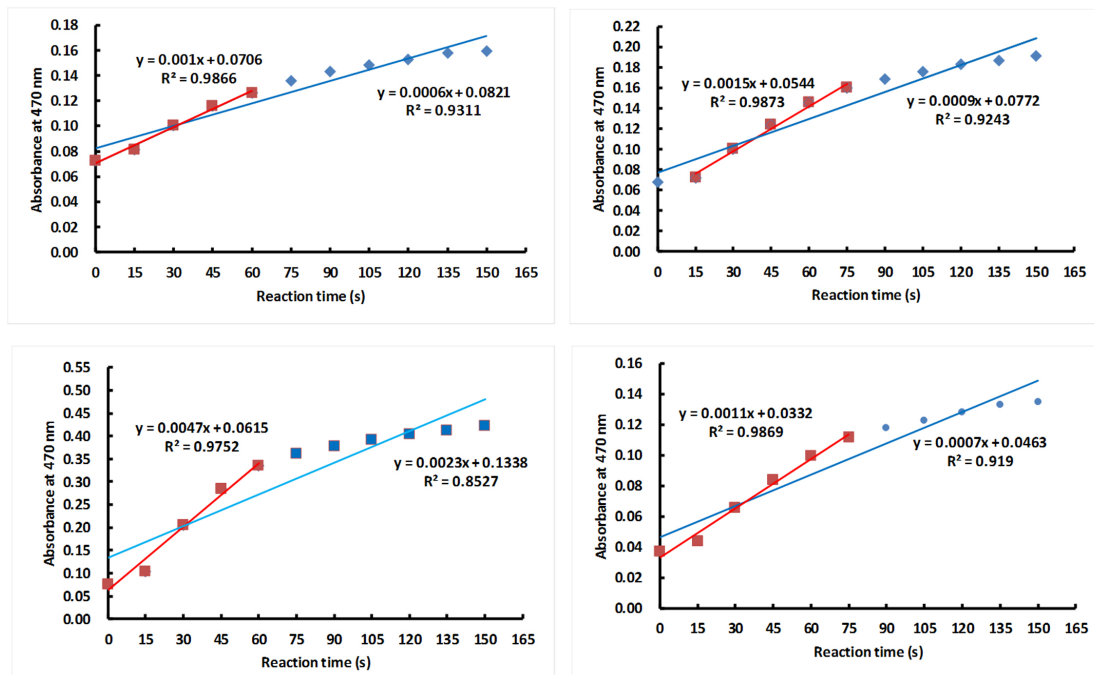 0.18
0.16
0.14
0.12
0.10
0.08
0.06
0.04
0.02
0.00
Absorbance at 470 nm
y = 0.001x + 0.0706
R² = 0.9866
y = 0.0006x + 0.0821
R² = 0.9311
0 15 30 45 60 75 90 105 120 135 150 165
Reaction time (s)
0.22
0.20
0.18
0.16
0.14
0.12
0.10
0.08
0.06
0.04
0.02
0.00
Absorbance at 470 nm
y = 0.0015x + 0.0544
R² = 0.9873
y = 0.0009x + 0.0772
R² = 0.9243
0 15 30 45 60 75 90 105 120 135 150 165
Reaction time (s)
0.55
0.50
0.45
0.40
0.35
0.30
0.25
0.20
0.15
0.10
0.05
0.00
Absorbance at 470 nm
y = 0.0047x + 0.0615
R² = 0.9752
y = 0.0023x + 0.1338
R² = 0.8527
0 15 30 45 60 75 90 105 120 135 150 165
Reaction time (s)
0.16
0.14
0.12
0.10
0.08
0.06
0.04
0.02
0.00
Absorbance at 470 nm
y = 0.0011x + 0.0332
R² = 0.9869
y = 0.0007x + 0.0463
R² = 0.919
0 15 30 45 60 75 90 105 120 135 150 165
Reaction time (s)